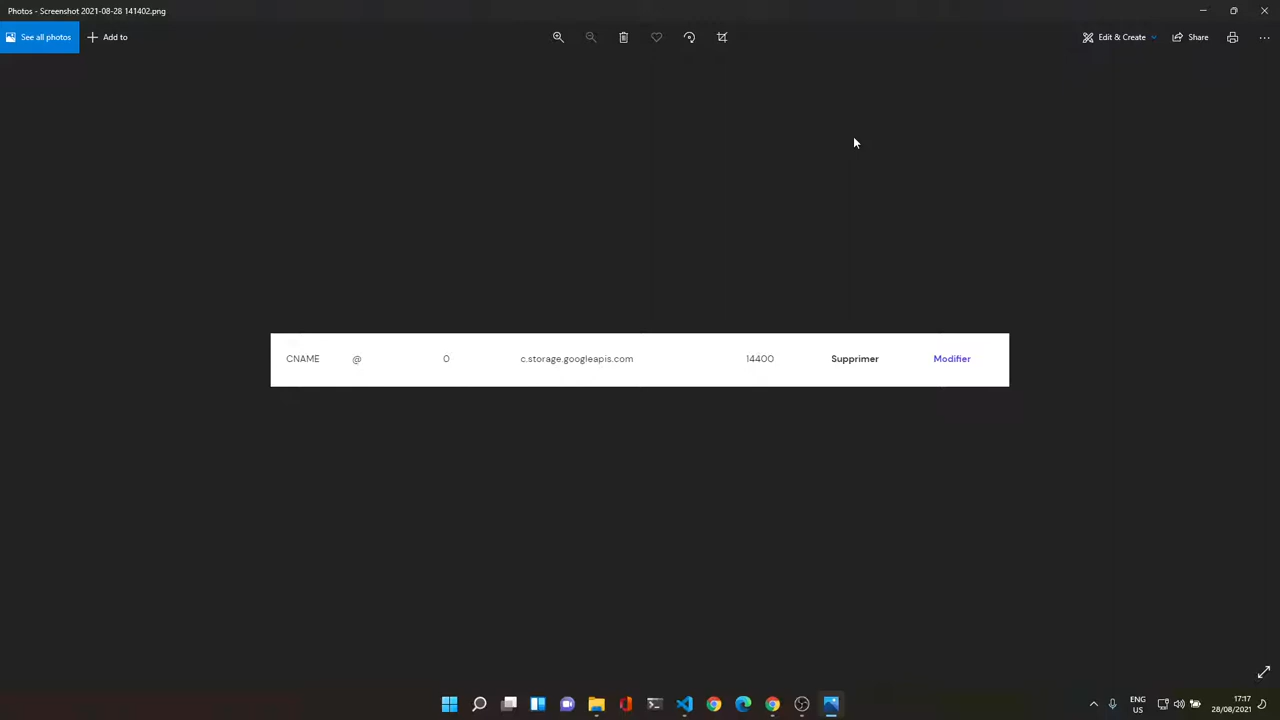 Photos - Screenshot 2021-08-28 141402.png
See all photos
Add to
Edit & Create
Share
CNAME @ 0 c.storage.googleapis.com 14400 Supprimer Modifier
ENG
US
17:17
28/08/2021